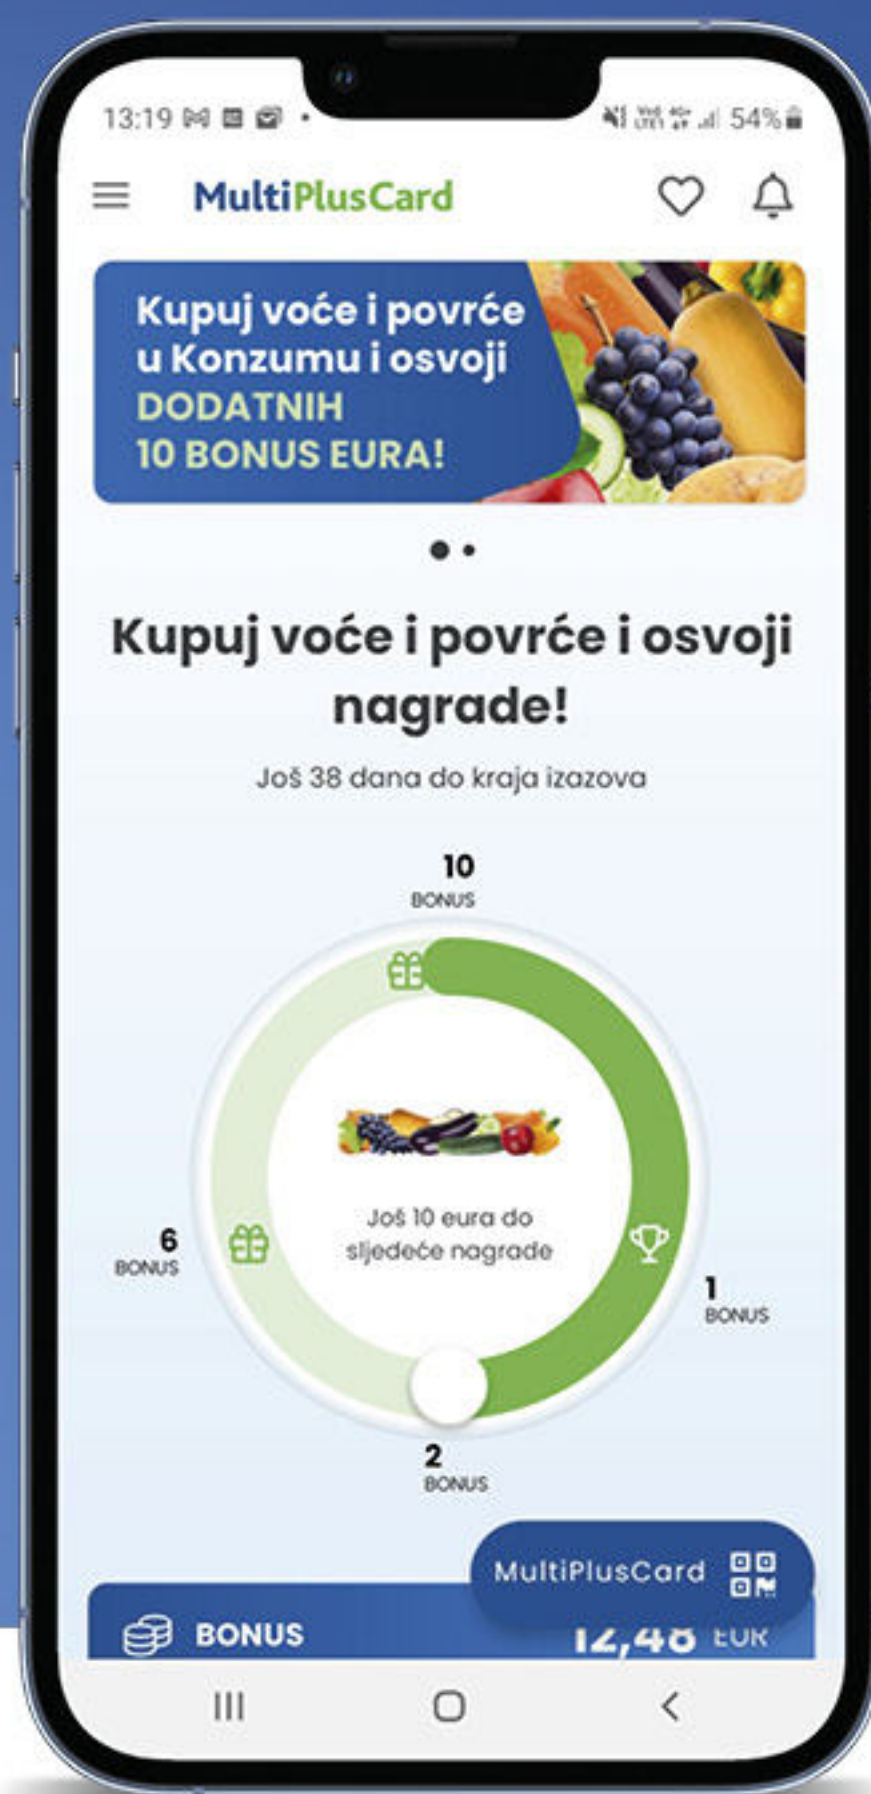 13:19
54%
MultiPlusCard
Kupuj voće i povrće
u Konzumu i osvoji
DODATNIH
10 BONUS EURA!
Kupuj voće i povrće i osvoji
nagrade!
Još 38 dana do kraja izazova
10
BONUS
Još 10 eura do
sljedeće nagrade
6
BONUS
1
BONUS
2
BONUS
MultiPlusCard
BONUS
12,48 EUR